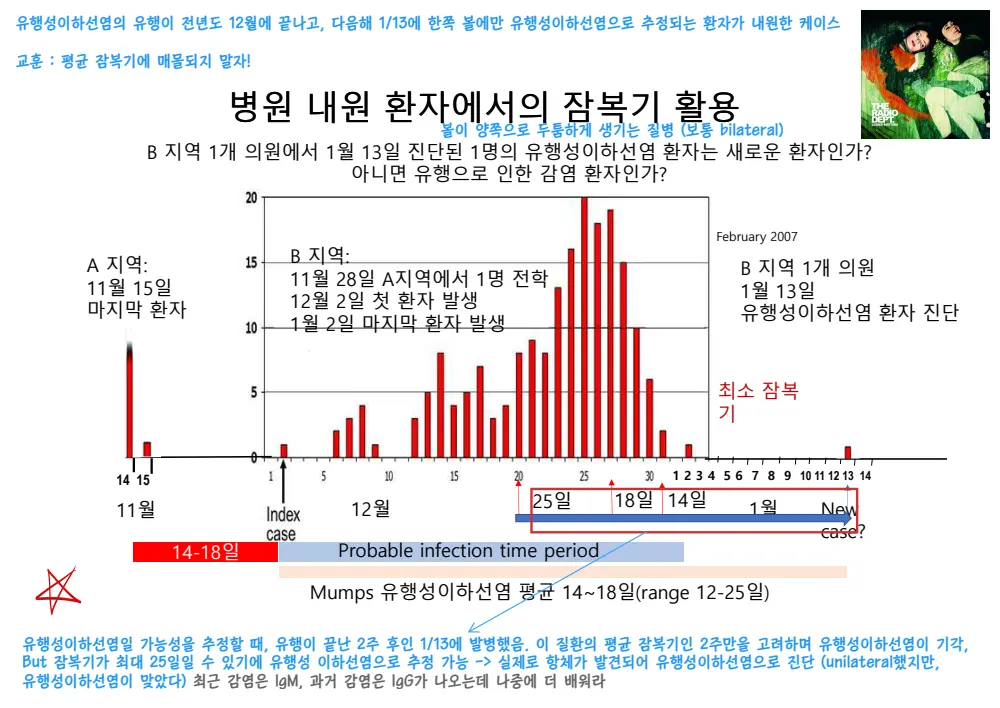 유행성이하선염의 유행이 전년도 12월에 끝나고, 다음해 1/13에 한쪽 볼에만 유행성이하선염으로 추정되는 환자가 내원한 케이스
교훈 : 평균 잠복기에 매몰되지 말자!
THE
RADIO
DEPT.
병원 내원 환자에서의 잠복기 활용
볼이 양쪽으로 두툼하게 생기는 질병 (보통 bilateral)
B 지역 1개 의원에서 1월 13일 진단된 1명의 유행성이하선염 환자는 새로운 환자인가?
아니면 유행으로 인한 감염 환자인가?
February 2007
A 지역:
11월 15일
마지막 환자
B 지역:
11월 28일 A지역에서 1명 전학
12월 2일 첫 환자 발생
1월 2일 마지막 환자 발생
B 지역 1개 의원
1월 13일
유행성이하선염 환자 진단
최소 잠복
기
20
15
10
5
0
14 15
1 5 10 15 20 25 30 1 2 3 4 5 6 7 8 9 10 11 12 13 14
11월
Index
case
12월
25일 18일 14일
1월
New
case?
14-18일
Probable infection time period
Mumps 유행성이하선염 평균 14~18일(range 12-25일)
유행성이하선염일 가능성을 추정할 때, 유행이 끝난 2주 후인 1/13에 발병했음. 이 질환의 평균 잠복기인 2주만을 고려하며 유행성이하선염이 기각,
But 잠복기가 최대 25일일 수 있기에 유행성 이하선염으로 추정 가능 -> 실제로 항체가 발견되어 유행성이하선염으로 진단 (unilateral했지만,
유행성이하선염이 맞았다) 최근 감염은 IgM, 과거 감염은 IgG가 나오는데 나중에 더 배워라